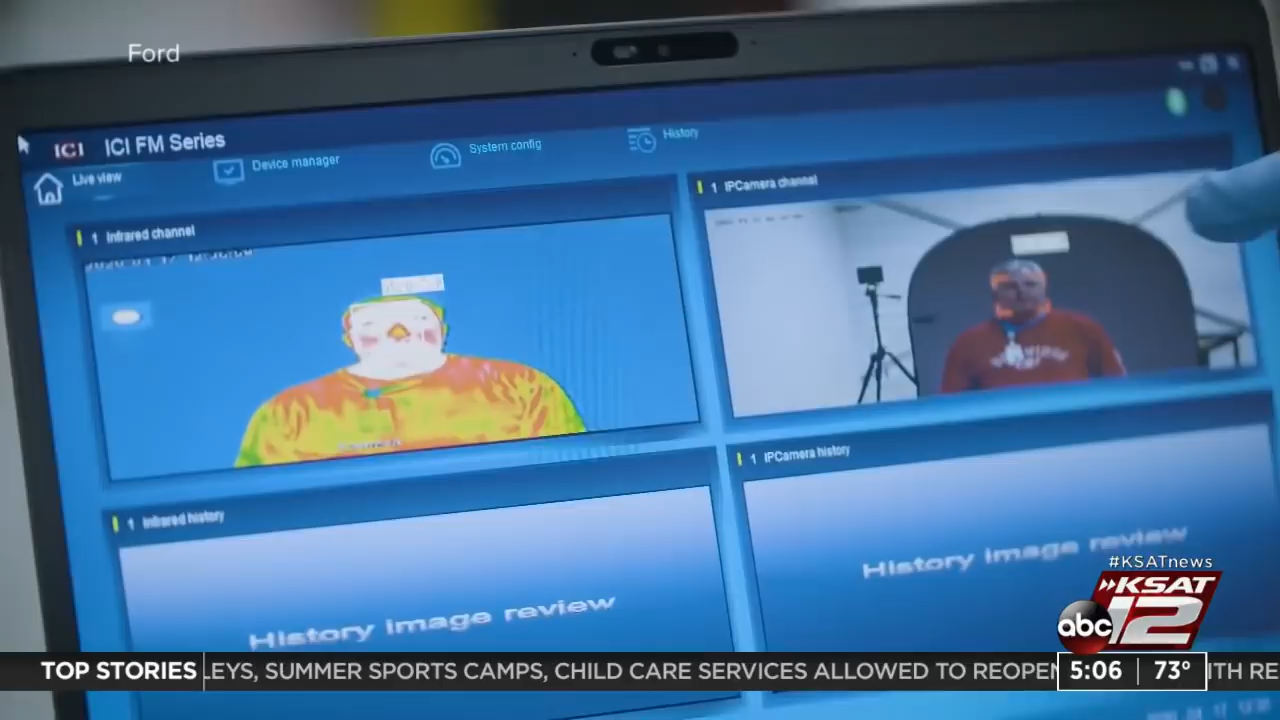 Ford
ICI
ICI FM Series
Live view
Device manager
System config
History
1 Infrared channel
1 IPCamera channel
1 Infrared history
1 IPCamera history
History image review
History image review
#KSATnews
KSAT
abc 12
TOP STORIES
LEYS, SUMMER SPORTS CAMPS, CHILD CARE SERVICES ALLOWED TO REOPEN
5:06 73°
ITH RE